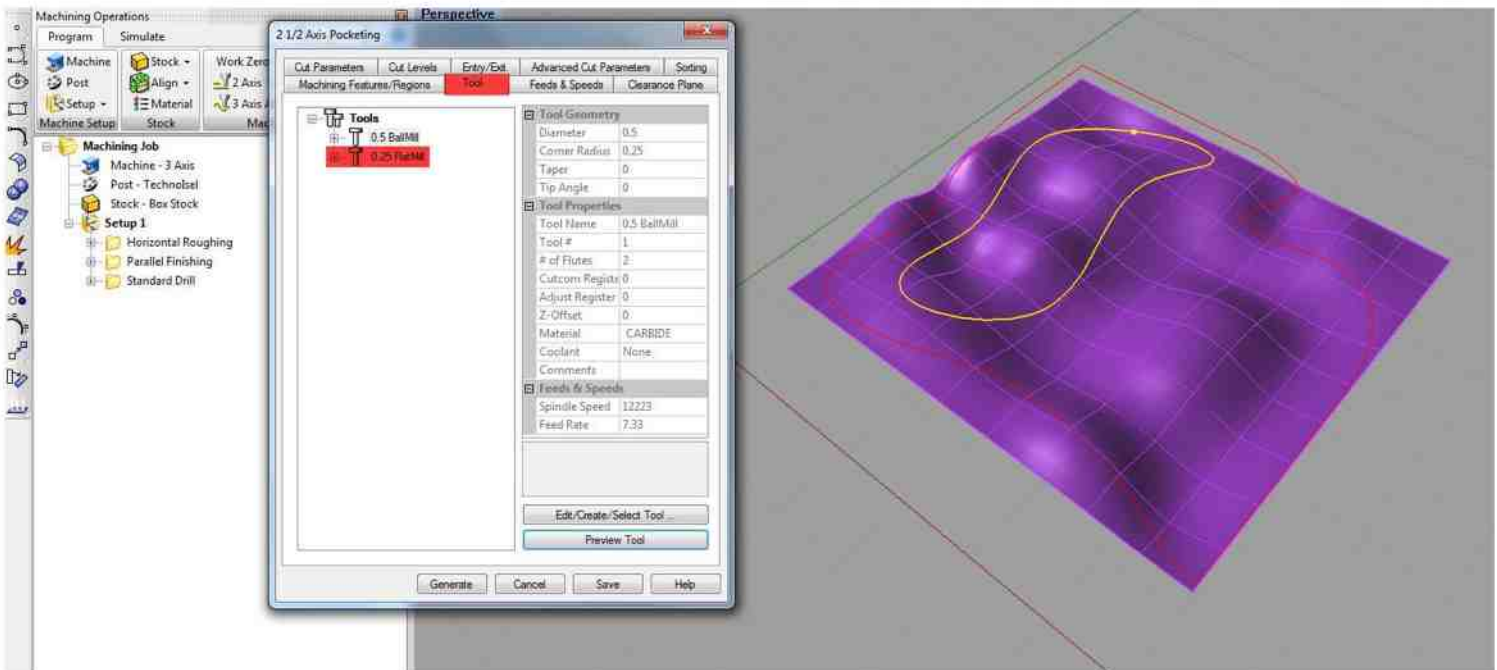 Machining Operations
Program Simulate
Machine Stock Work Zero
Post Align 2 Axis
Setup Material 3 Axis
Machine Setup Stock
Machining Job
Machine - 3 Axis
Post - TechnoIsel
Stock - Box Stock
Setup 1
Horizontal Roughing
Parallel Finishing
Standard Drill
2 1/2 Axis Pocketing
Cut Parameters Cut Levels Entry/Exit Advanced Cut Parameters Sorting
Machining Features/Regions Tool Feeds & Speeds Clearance Plane
Tools
0.5 BallMill
0.25 FlatMill
Tool Geometry
Diameter 0.5
Corner Radius 0.25
Taper 0
Tip Angle 0
Tool Properties
Tool Name 0.5 BallMill
Tool # 1
# of Flutes 2
Cutcom Registe 0
Adjust Register 0
Z-Offset 0
Material CARBIDE
Coolant None
Comments
Feeds & Speeds
Spindle Speed 12223
Feed Rate 7.33
Edit/Create/Select Tool ...
Preview Tool
Generate Cancel Save Help
Perspective